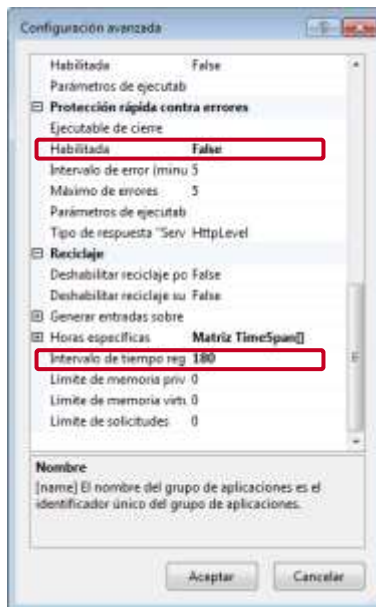 Configuración avanzada
Habilitada False
Parámetros de ejecutab
Protección rápida contra errores
Ejecutable de cierre
Habilitada False
Intervalo de error (minu 5
Máximo de errores 5
Parámetros de ejecutab
Tipo de respuesta "Serv HttpLevel
Reciclaje
Deshabilitar reciclaje po False
Deshabilitar reciclaje su False
Generar entradas sobre
Horas específicas Matriz TimeSpan[]
Intervalo de tiempo reg 180
Límite de memoria priv 0
Límite de memoria virtu 0
Límite de solicitudes 0
Nombre
[name] El nombre del grupo de aplicaciones es el
identificador único del grupo de aplicaciones.
Aceptar Cancelar